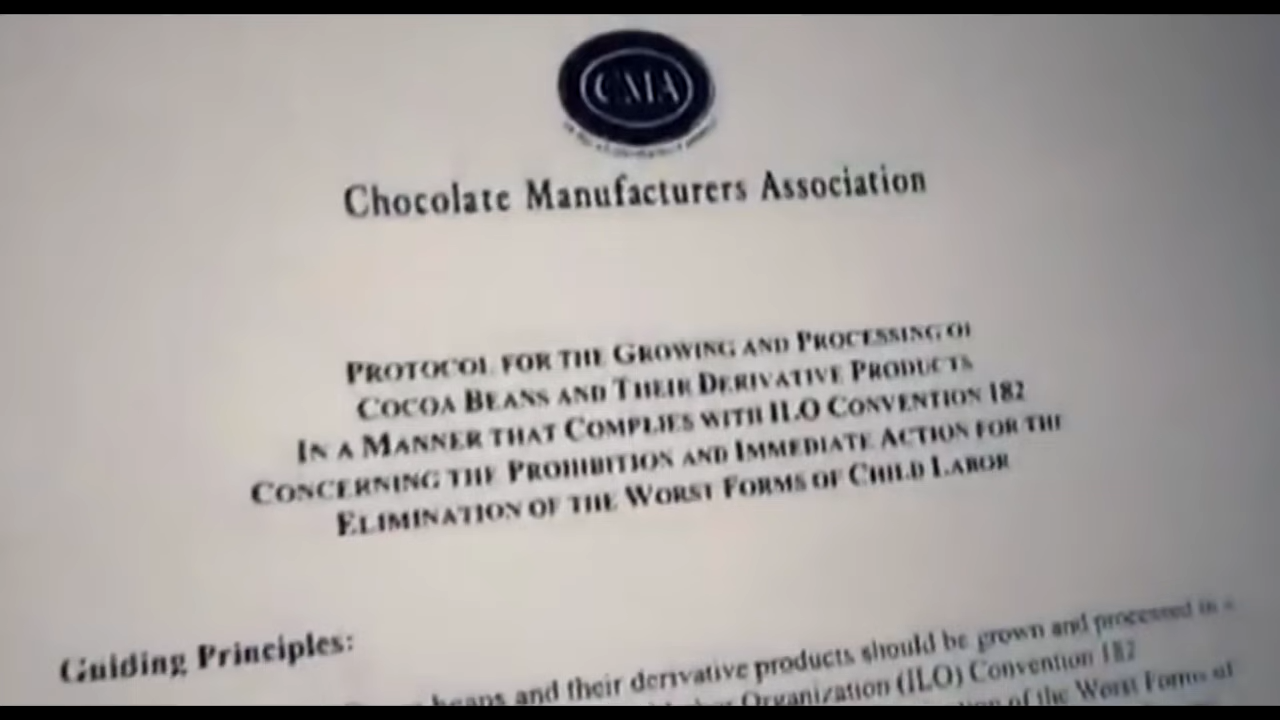 CMA
Chocolate Manufacturers Association
PROTOCOL FOR THE GROWING AND PROCESSING OF
COCOA BEANS AND THEIR DERIVATIVE PRODUCTS
IN A MANNER THAT COMPLIES WITH ILO CONVENTION 182
CONCERNING THE PROHIBITION AND IMMEDIATE ACTION FOR THE
ELIMINATION OF THE WORST FORMS OF CHILD LABOR
Guiding Principles:
beans and their derivative products should be grown and processed in a
Organization (ILO) Convention 182
of the Worst Forms of